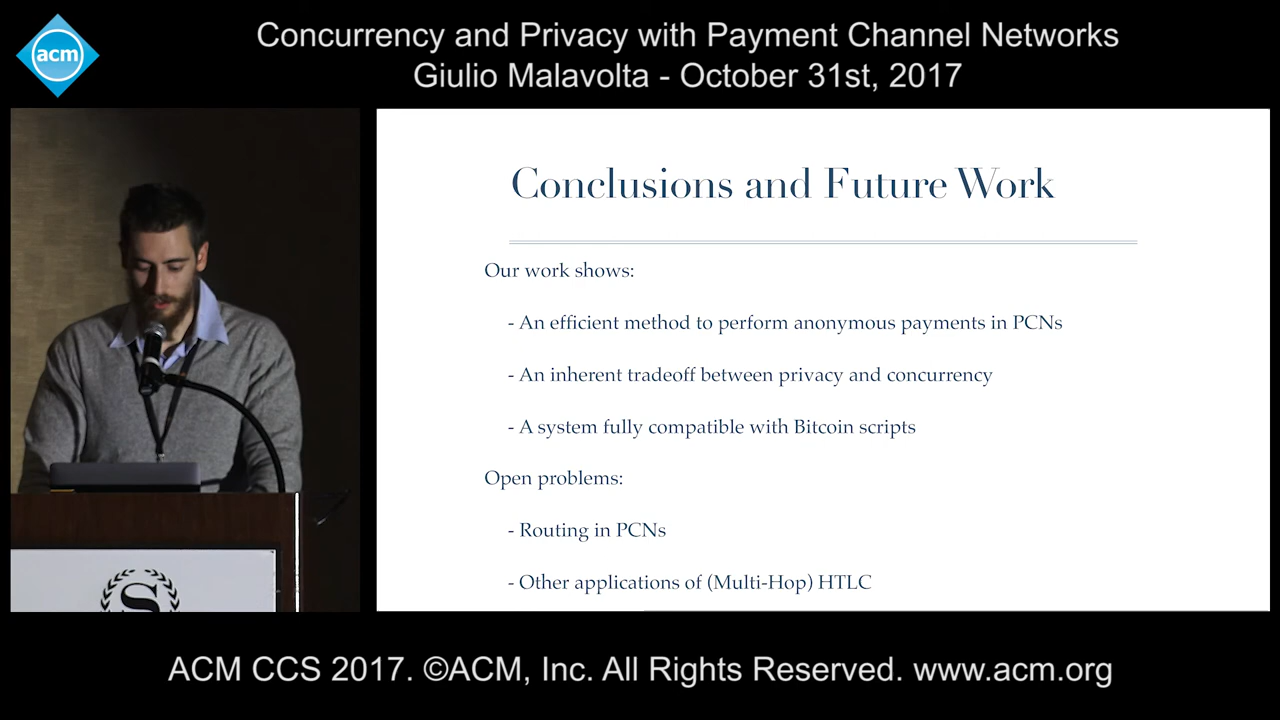 acm
Concurrency and Privacy with Payment Channel Networks
Giulio Malavolta - October 31st, 2017
Conclusions and Future Work
Our work shows:
- An efficient method to perform anonymous payments in PCNs
- An inherent tradeoff between privacy and concurrency
- A system fully compatible with Bitcoin scripts
Open problems:
- Routing in PCNs
- Other applications of (Multi-Hop) HTLC
S
ACM CCS 2017. ©ACM, Inc. All Rights Reserved. www.acm.org